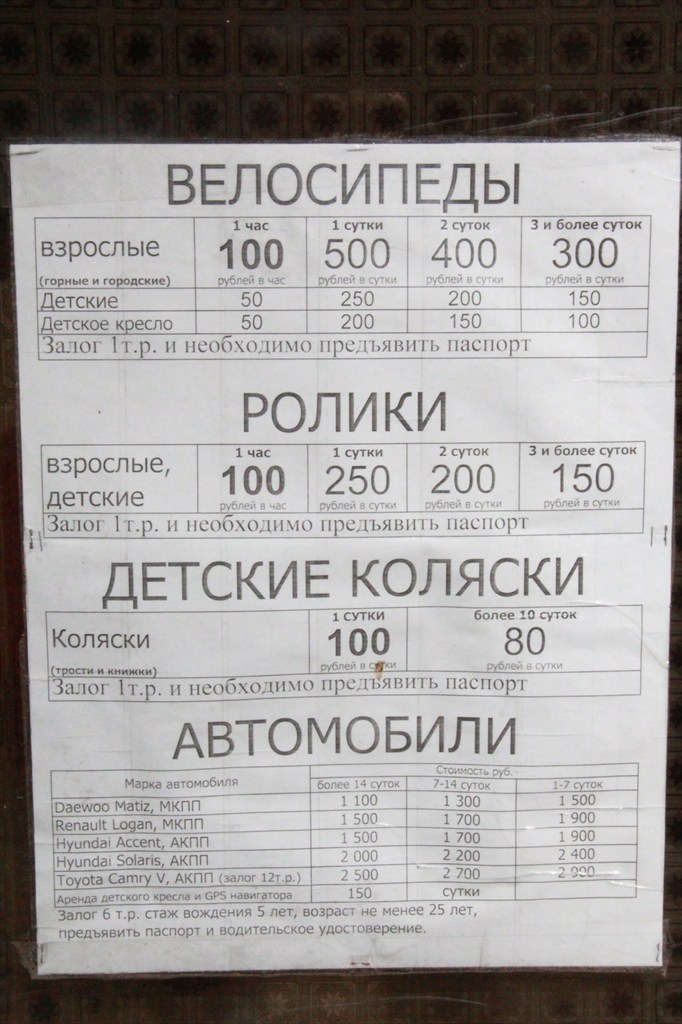 ВЕЛОСИПЕДЫ
взрослые 1 час 1 сутки 2 суток 3 и более суток
100 500 400 300
(горные и городские) рублей в час рублей в сутки рублей в сутки рублей в сутки
Детские 50 250 200 150
Детское кресло 50 200 150 100
Залог 1т.р. и необходимо предъявить паспорт
РОЛИКИ
взрослые, 1 час 1 сутки 2 суток 3 и более суток
детские 100 250 200 150
рублей в час рублей в сутки рублей в сутки рублей в сутки
Залог 1т.р. и необходимо предъявить паспорт
ДЕТСКИЕ КОЛЯСКИ
1 СУТКИ более 10 суток
Коляски 100 80
(трости и книжки) рублей в сутки рублей в сутки
Залог 1т.р. и необходимо предъявить паспорт
АВТОМОБИЛИ
Марка автомобиля Стоимость руб.
более 14 суток 7-14 суток 1-7 суток
Daewoo Matiz, МКПП 1 100 1 300 1 500
Renault Logan, МКПП 1 500 1 700 1 900
Hyundai Accent, АКПП 1 500 1 700 1 900
Hyundai Solaris, АКПП 2 000 2 200 2 400
Toyota Camry V, АКПП (залог 12т.р.) 2 500 2 700 2 900
Аренда детского кресла и GPS навигатора 150 сутки
Залог 6 т.р. стаж вождения 5 лет, возраст не менее 25 лет,
предъявить паспорт и водительское удостоверение.